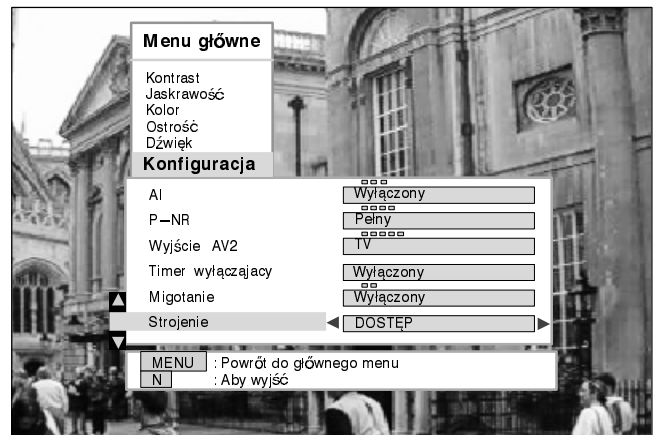 Menu główne
Kontrast
Jaskrawość
Kolor
Ostrość
Dźwięk
Konfiguracja
AI Wyłączony
P–NR Pełny
Wyjście AV2 TV
Timer wyłączająacy Wyłączony
Migotanie Wyłączony
Strojenie DOSTĘP
MENU : Powrót do głównego menu
N : Aby wyjść